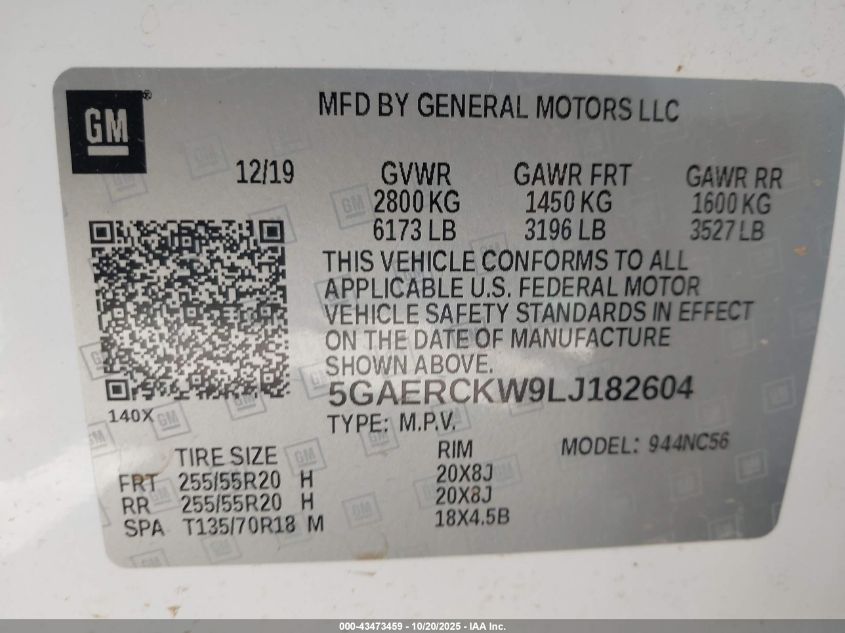 GM®
MFD BY GENERAL MOTORS LLC
12/19 GVWR GAWR FRT GAWR RR
2800 KG 1450 KG 1600 KG
6173 LB 3196 LB 3527 LB
THIS VEHICLE CONFORMS TO ALL
APPLICABLE U.S. FEDERAL MOTOR
VEHICLE SAFETY STANDARDS IN EFFECT
ON THE DATE OF MANUFACTURE
SHOWN ABOVE.
5GAERCKW9LJ182604
140X
TYPE: M.P.V.
MODEL: 944NC56
TIRE SIZE RIM
FRT 255/55R20 H 20X8J
RR 255/55R20 H 20X8J
SPA T135/70R18 M 18X4.5B
000-43473459 - 10/20/2025 - IAA Inc.